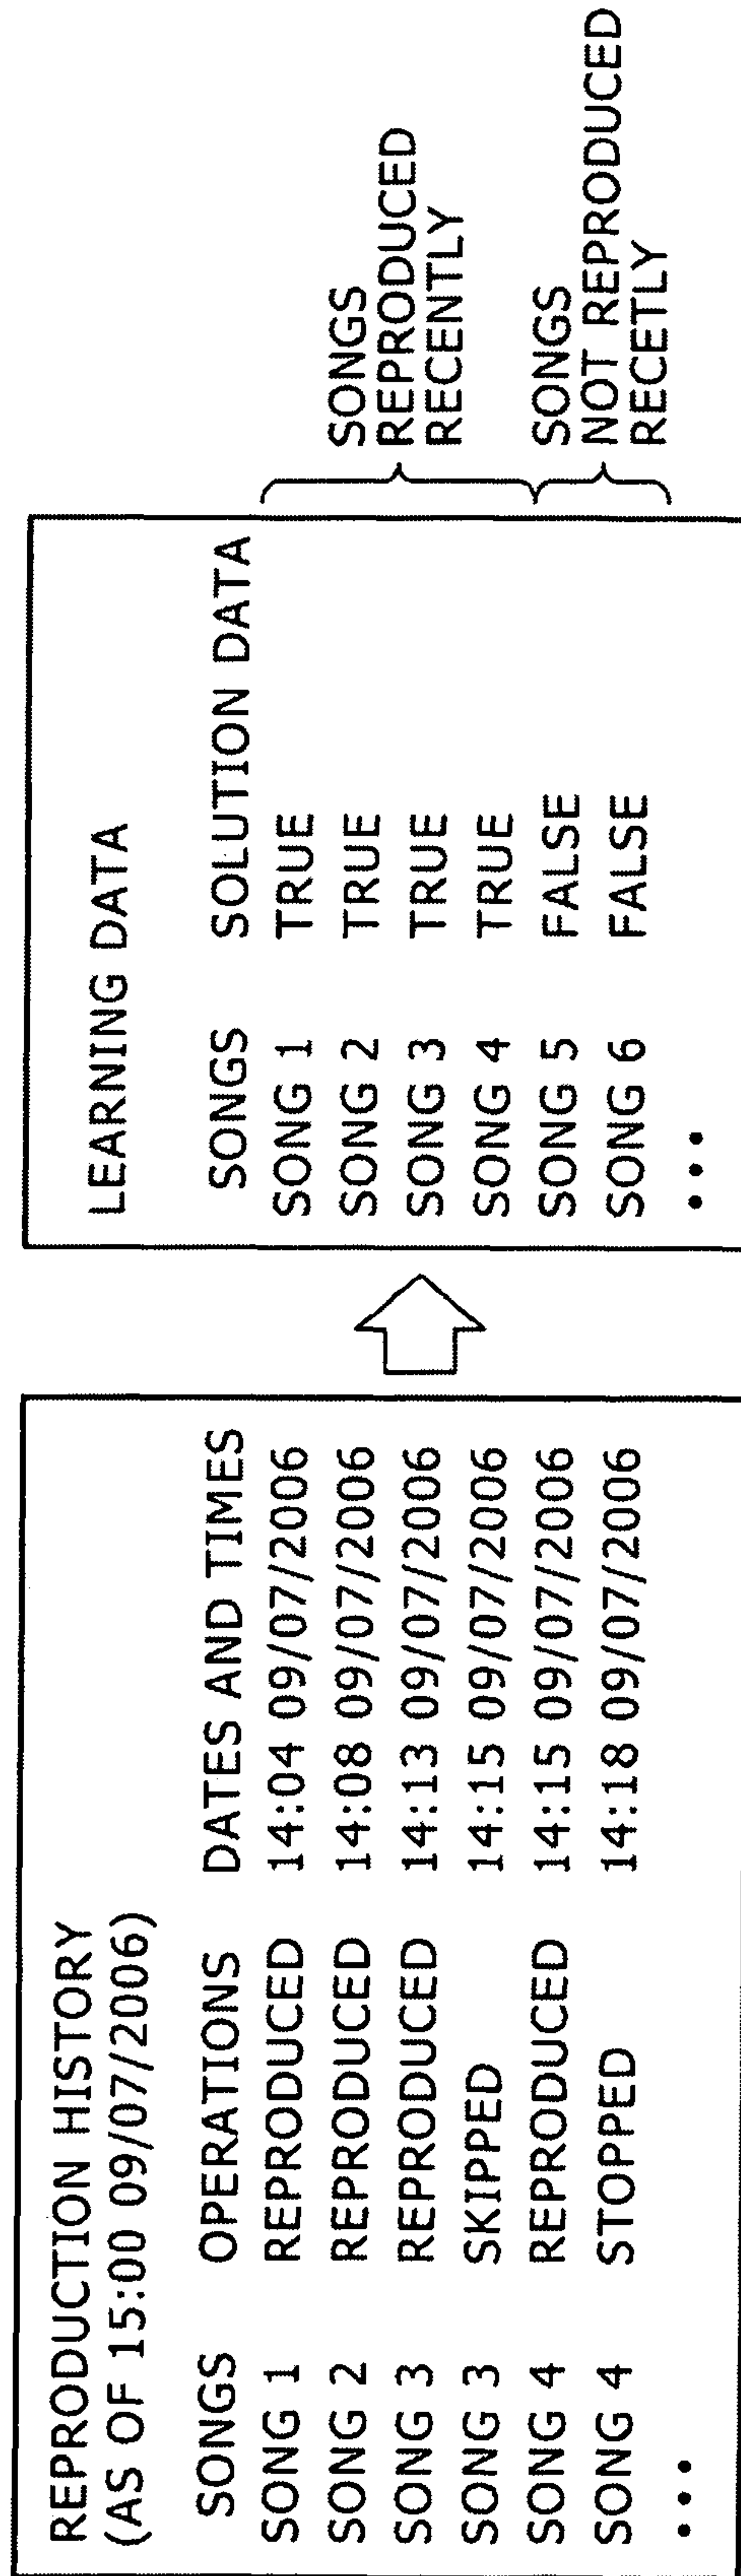 REPRODUCTION HISTORY
(AS OF 15:00 09/07/2006)
SONGS OPERATIONS DATES AND TIMES
SONG 1 REPRODUCED 14:04 09/07/2006
SONG 2 REPRODUCED 14:08 09/07/2006
SONG 3 REPRODUCED 14:13 09/07/2006
SONG 3 SKIPPED 14:15 09/07/2006
SONG 4 REPRODUCED 14:15 09/07/2006
SONG 4 STOPPED 14:18 09/07/2006
...
LEARNING DATA
SONGS SOLUTION DATA
SONG 1 TRUE
SONG 2 TRUE
SONG 3 TRUE
SONG 4 TRUE
SONG 5 FALSE
SONG 6 FALSE
...
SONGS
REPRODUCED
RECENTLY
SONGS
NOT REPRODUCED
RECETLY